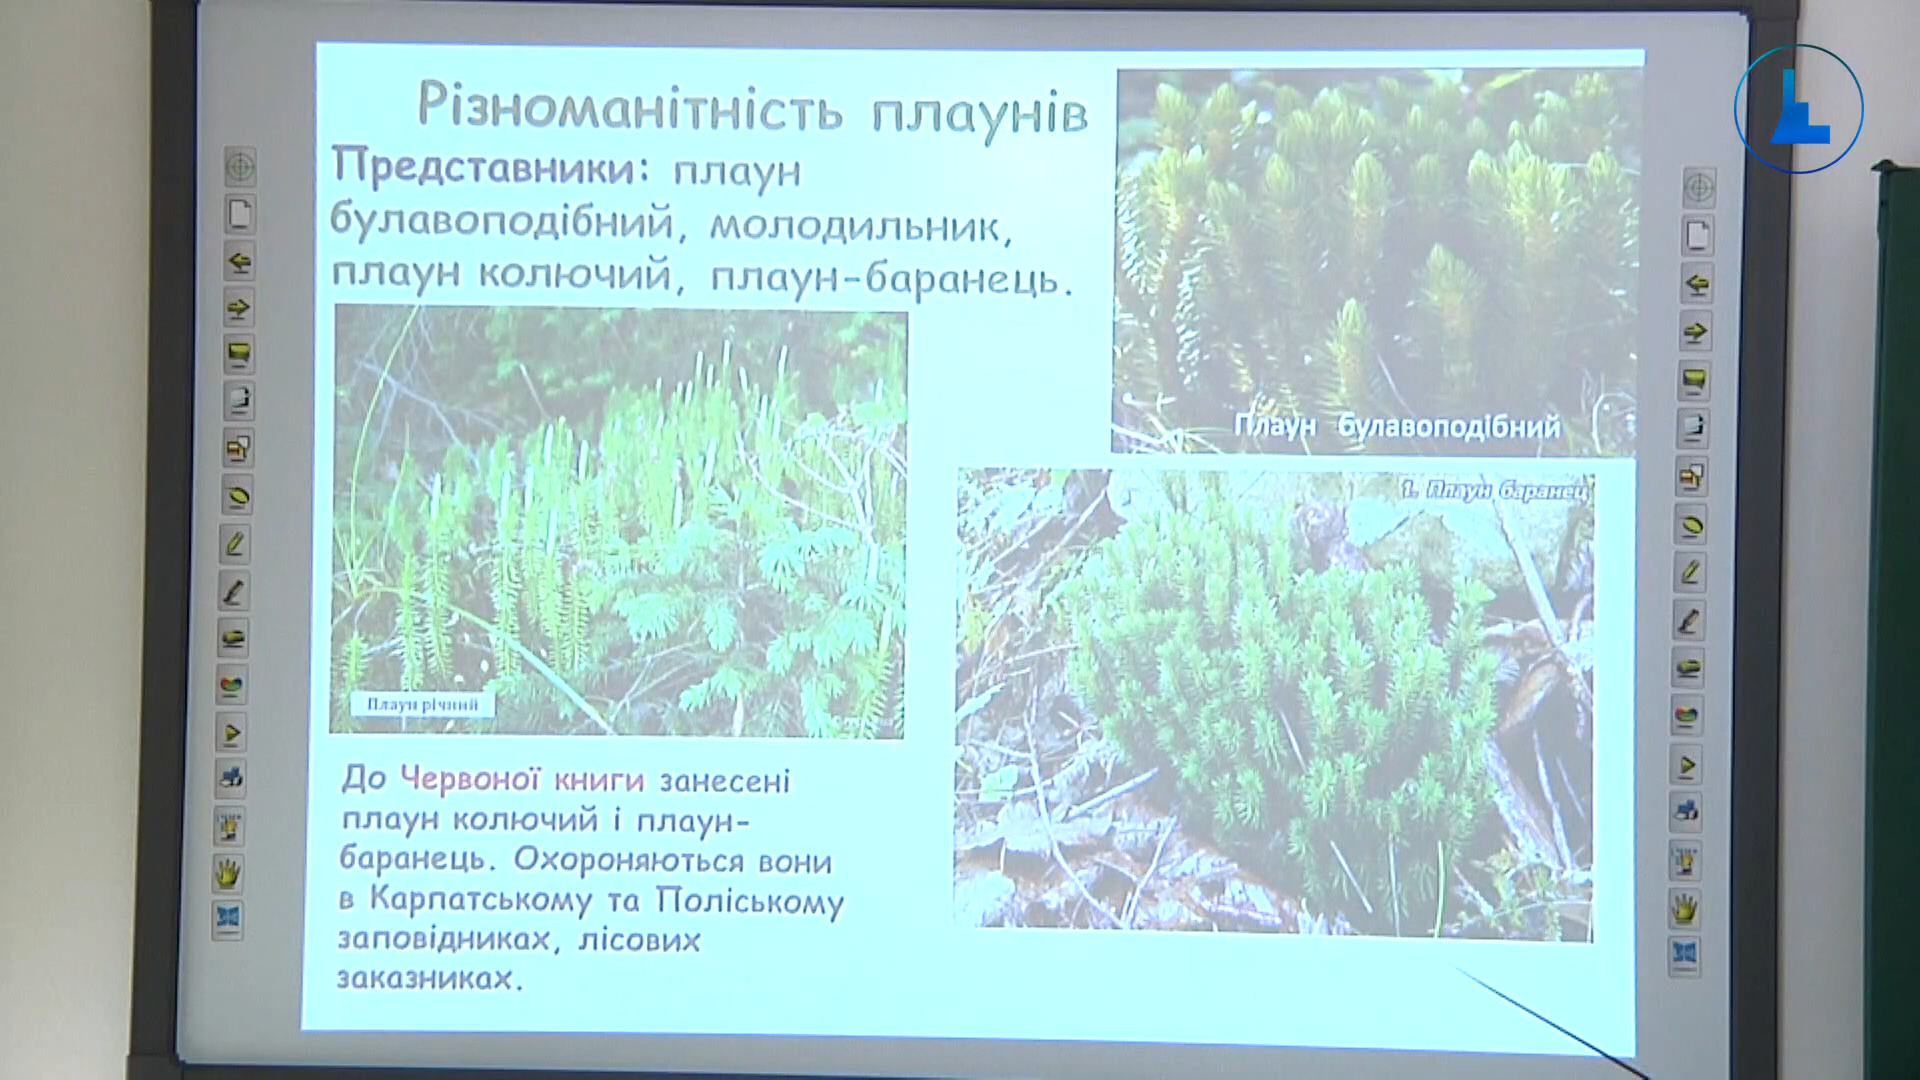 Різноманітність плаунів
Представники: плаун
булавоподібний, молодильник,
плаун колючий, плаун-баранець.
Плаун булавоподібний
1. Плаун баранец
Плаун річний
До Червоної книги занесені
плаун колючий і плаун-
баранець. Охороняються вони
в Карпатському та Поліському
заповідниках, лісових
заказниках.